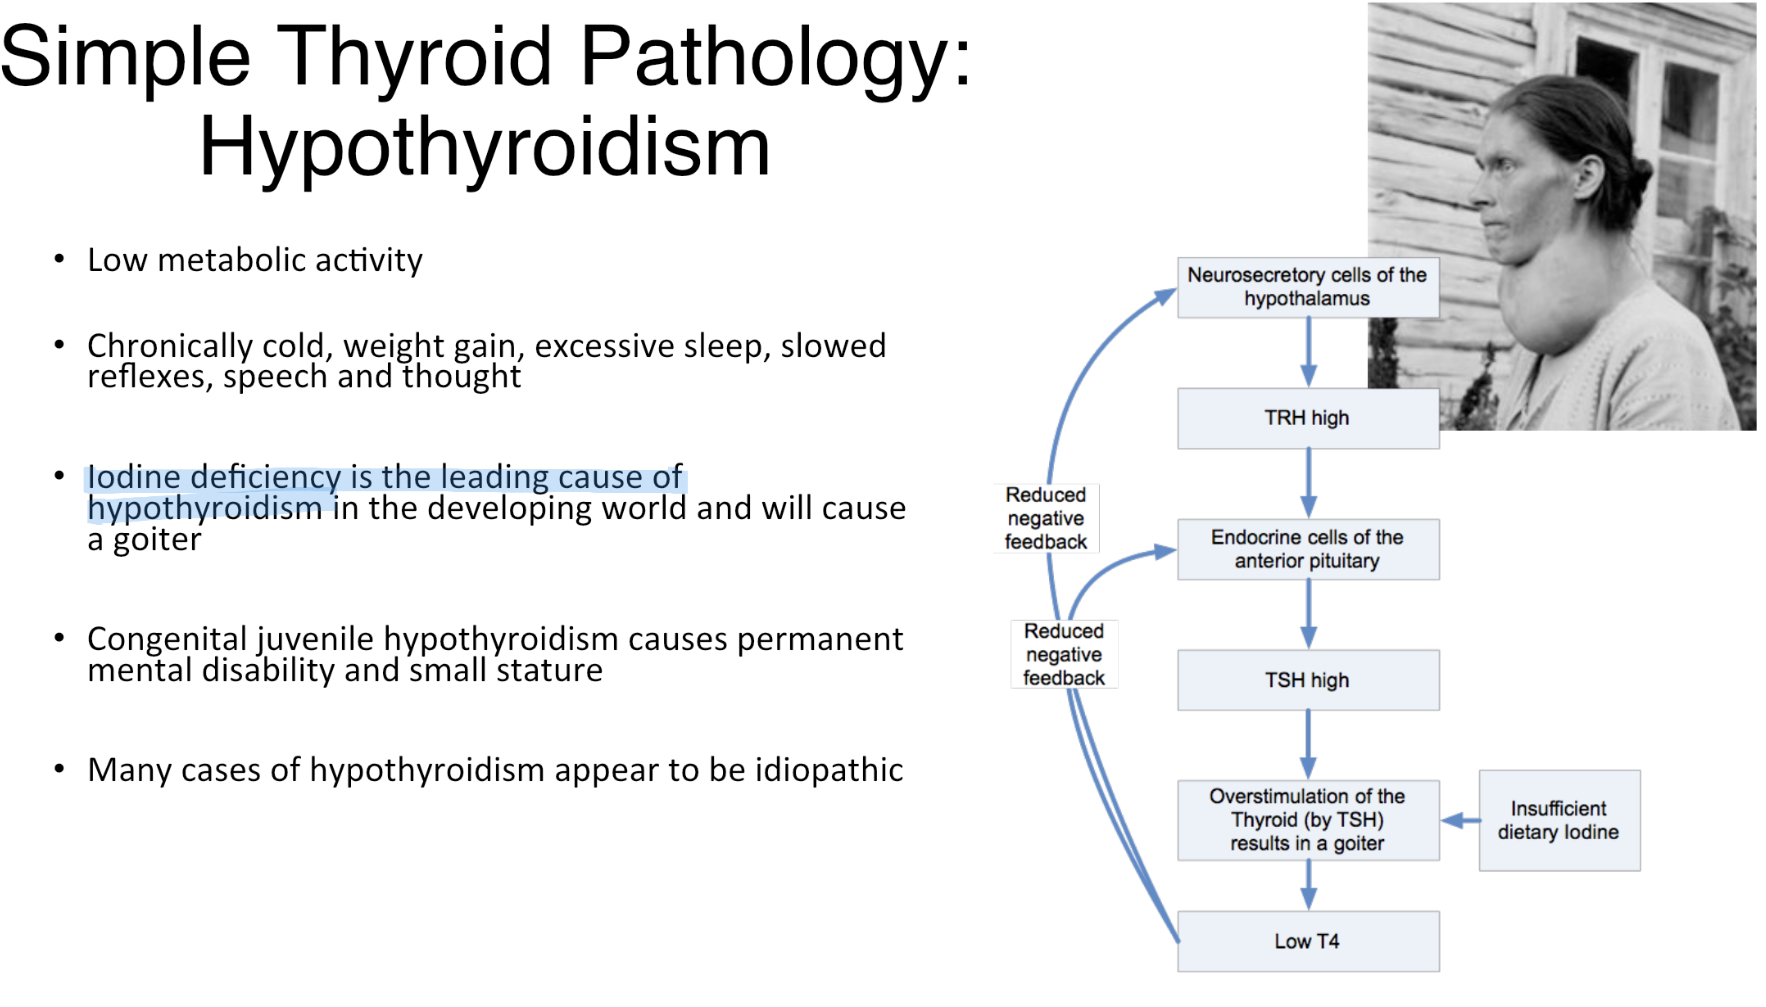 Simple Thyroid Pathology:
Hypothyroidism
• Low metabolic activity
• Chronically cold, weight gain, excessive sleep, slowed
reflexes, speech and thought
• Iodine deficiency is the leading cause of
hypothyroidism in the developing world and will cause
a goiter
• Congenital juvenile hypothyroidism causes permanent
mental disability and small stature
• Many cases of hypothyroidism appear to be idiopathic
Neurosecretory cells of the
hypothalamus
TRH high
Reduced
negative
feedback
Endocrine cells of the
anterior pituitary
Reduced
negative
feedback
TSH high
Overstimulation of the
Thyroid (by TSH)
results in a goiter
Insufficient
dietary Iodine
Low T4